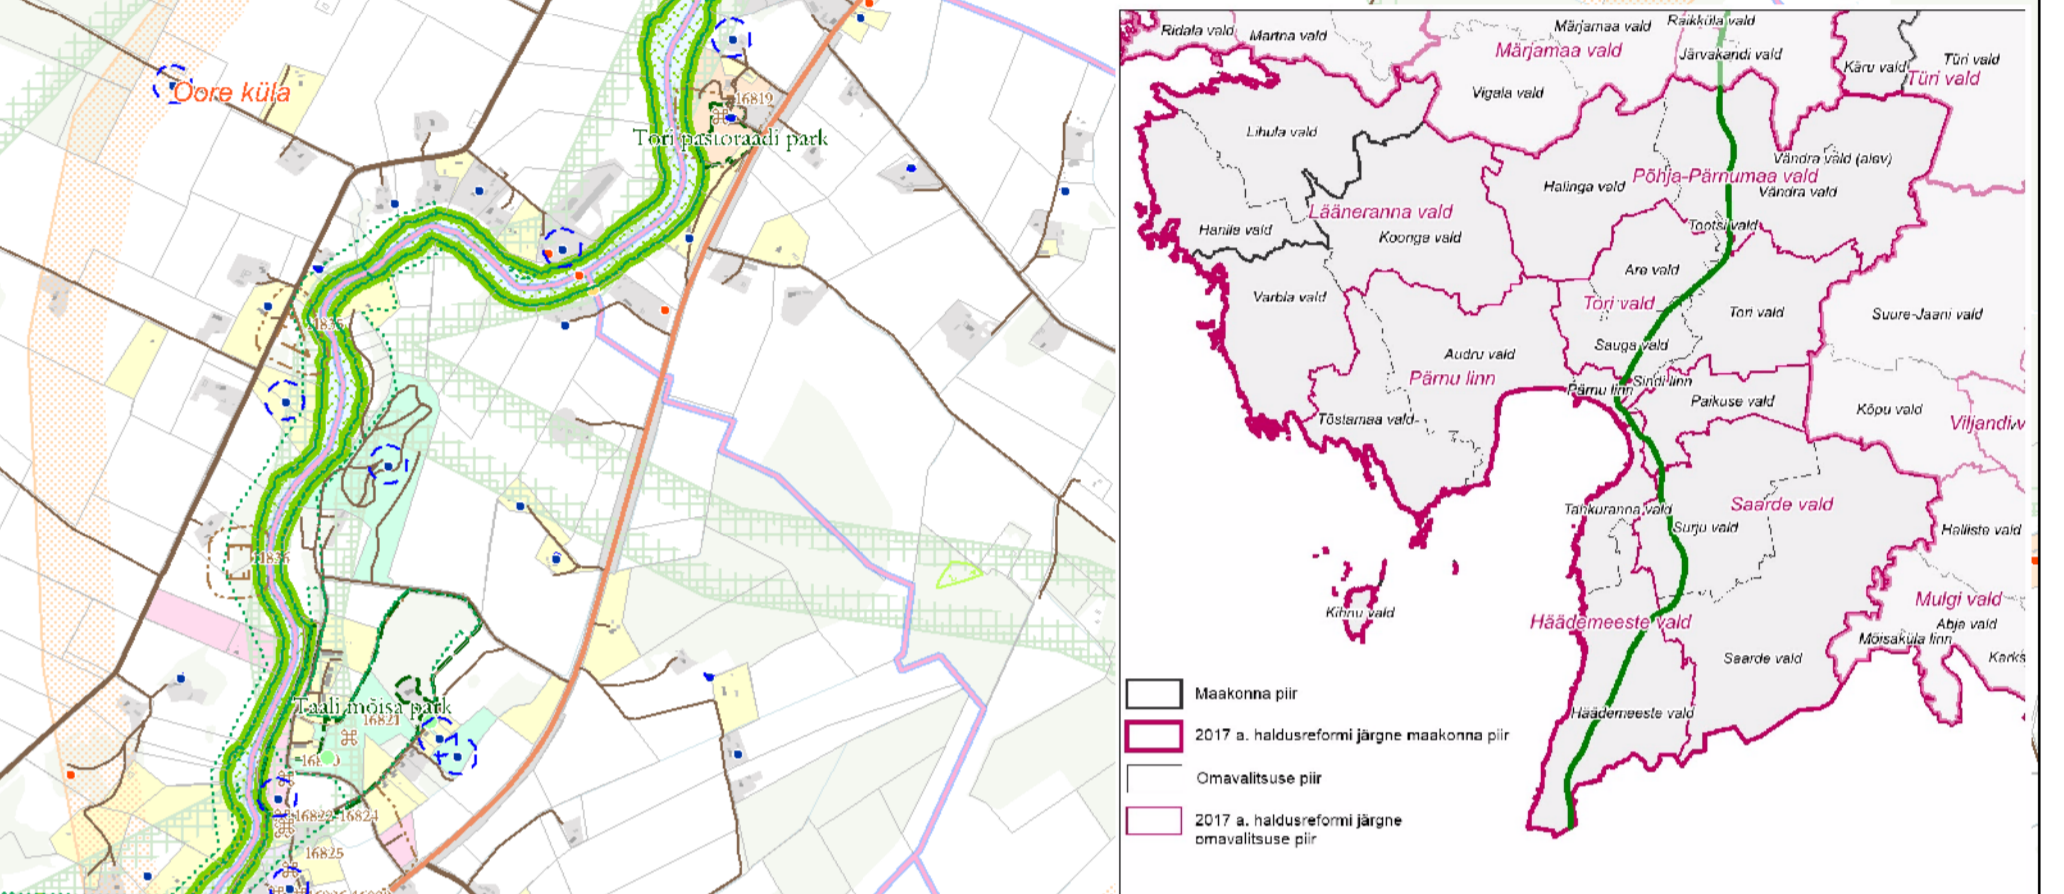 Oore küla
16819
Tori pastoraadi park
Taali mõisa park
16821
16822-16824
16825
Ridala vald
Martna vald
Märjamaa vald
Märjamaa vald
Raikküla vald
Järvakandi vald
Käru vald
Türi vald
Türi vald
Vigala vald
Lihula vald
Halinga vald
Põhja-Pärnumaa vald
Vändra vald (alev)
Vändra vald
Lääneranna vald
Koonga vald
Hanila vald
Tootsi vald
Are vald
Varbla vald
Tori vald
Tori vald
Suure-Jaani vald
Sauga vald
Audru vald
Pärnu linn
Pärnu linn
Sindi linn
Paikuse vald
Kõpu vald
Tõstamaa vald
Viljandi v
Saarde vald
Tahkuranna vald
Surju vald
Halliste vald
Kihnu vald
Häädemeeste vald
Mulgi vald
Abja vald
Mõisaküla linn
Saarde vald
Karks
Häädemeeste vald
Maakonna piir
2017 a. haldusreformi järgne maakonna piir
Omavalitsuse piir
2017 a. haldusreformi järgne
omavalitsuse piir